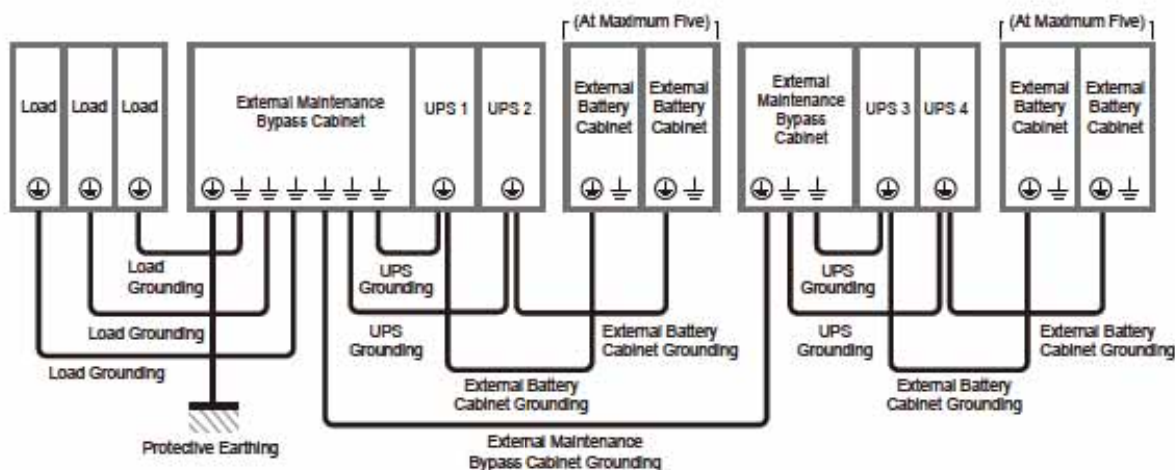 (At Maximum Five)
(At Maximum Five)
Load
Load
Load
External Maintenance
Bypass Cabinet
UPS 1
UPS 2
External
Battery
Cabinet
External
Battery
Cabinet
External
Maintenance
Bypass
Cabinet
UPS 3
UPS 4
External
Battery
Cabinet
External
Battery
Cabinet
Load
Grounding
Load Grounding
Load Grounding
Protective Earthing
UPS
Grounding
UPS
Grounding
External Battery
Cabinet Grounding
External Battery
Cabinet Grounding
External Maintenance
Bypass Cabinet Grounding
UPS
Grounding
UPS
Grounding
External Battery
Cabinet Grounding
External Battery
Cabinet Grounding